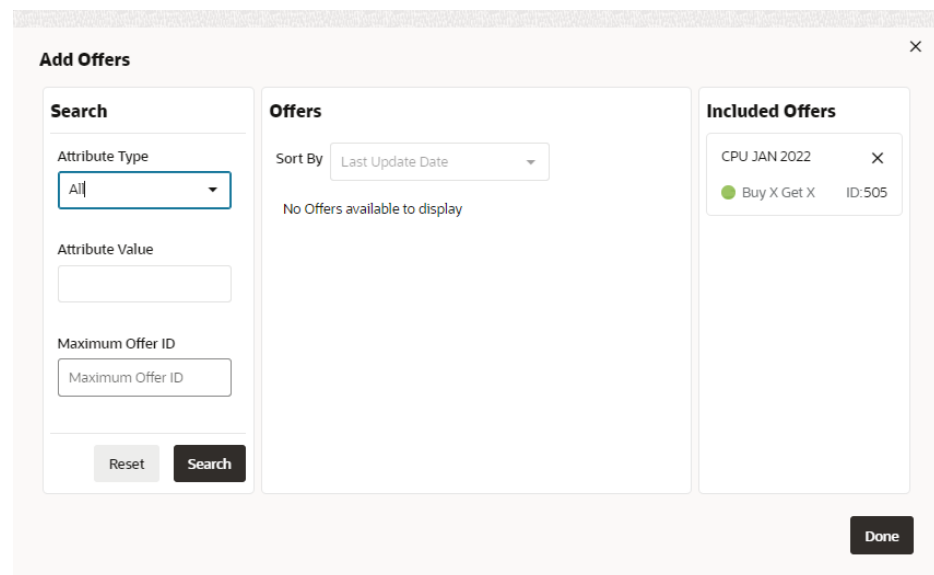 Add Offers
Search
Attribute Type
All
Attribute Value
Maximum Offer ID
Maximum Offer ID
Reset
Search
Offers
Sort By
Last Update Date
No Offers available to display
Included Offers
CPU JAN 2022
Buy X Get X
ID:505
Done